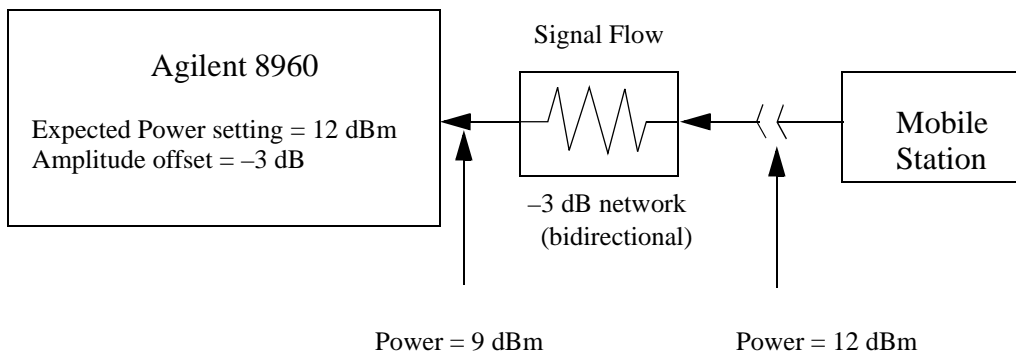 Signal Flow
Agilent 8960
Expected Power setting = 12 dBm
Amplitude offset = –3 dB
Mobile
Station
–3 dB network
(bidirectional)
Power = 9 dBm
Power = 12 dBm